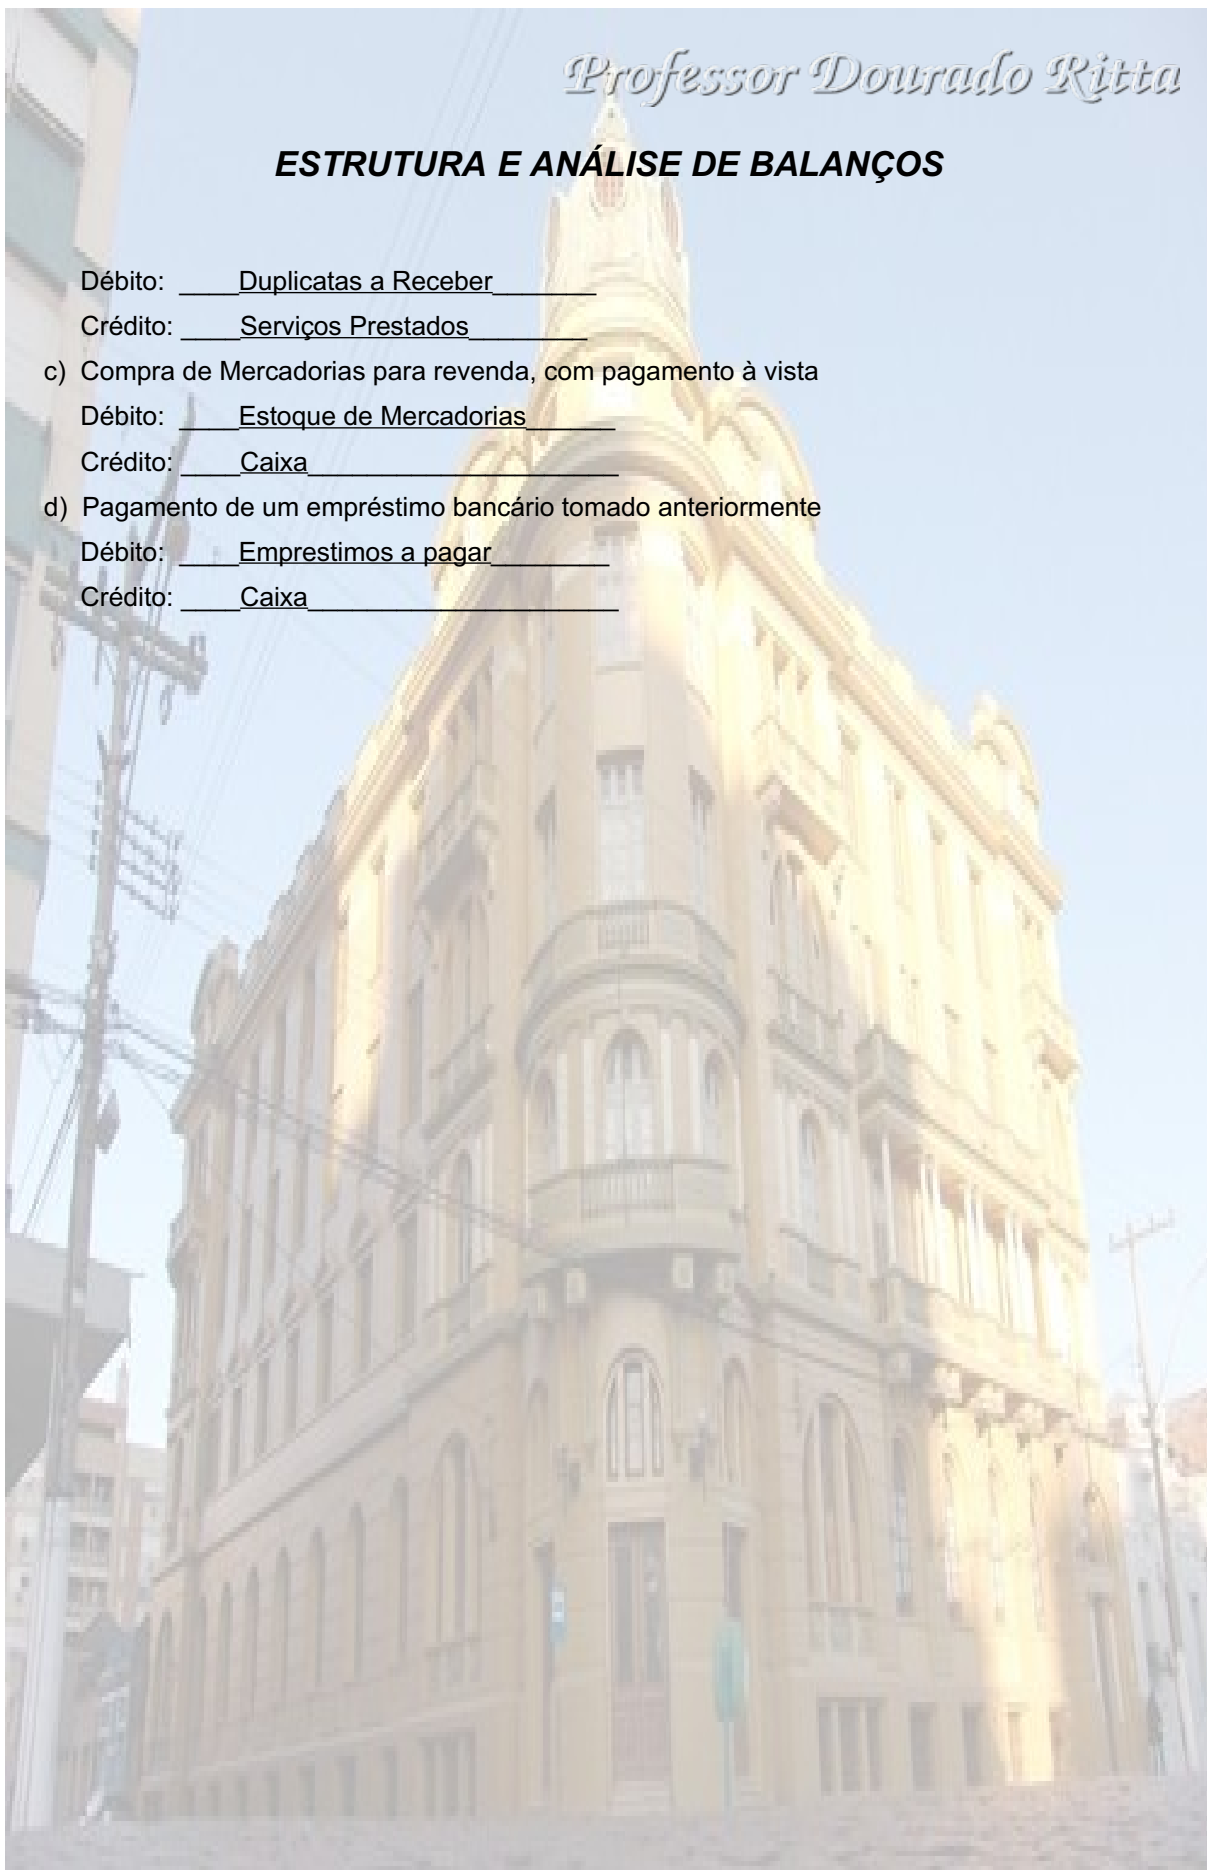 Professor Dourado Ritta
ESTRUTURA E ANÁLISE DE BALANÇOS
Débito: ____Duplicatas a Receber_______
Crédito: ____Serviços Prestados________
c) Compra de Mercadorias para revenda, com pagamento à vista
Débito: ____Estoque de Mercadorias______
Crédito: ____Caixa_____________________
d) Pagamento de um empréstimo bancário tomado anteriormente
Débito: ____Emprestimos a pagar________
Crédito: ____Caixa_____________________